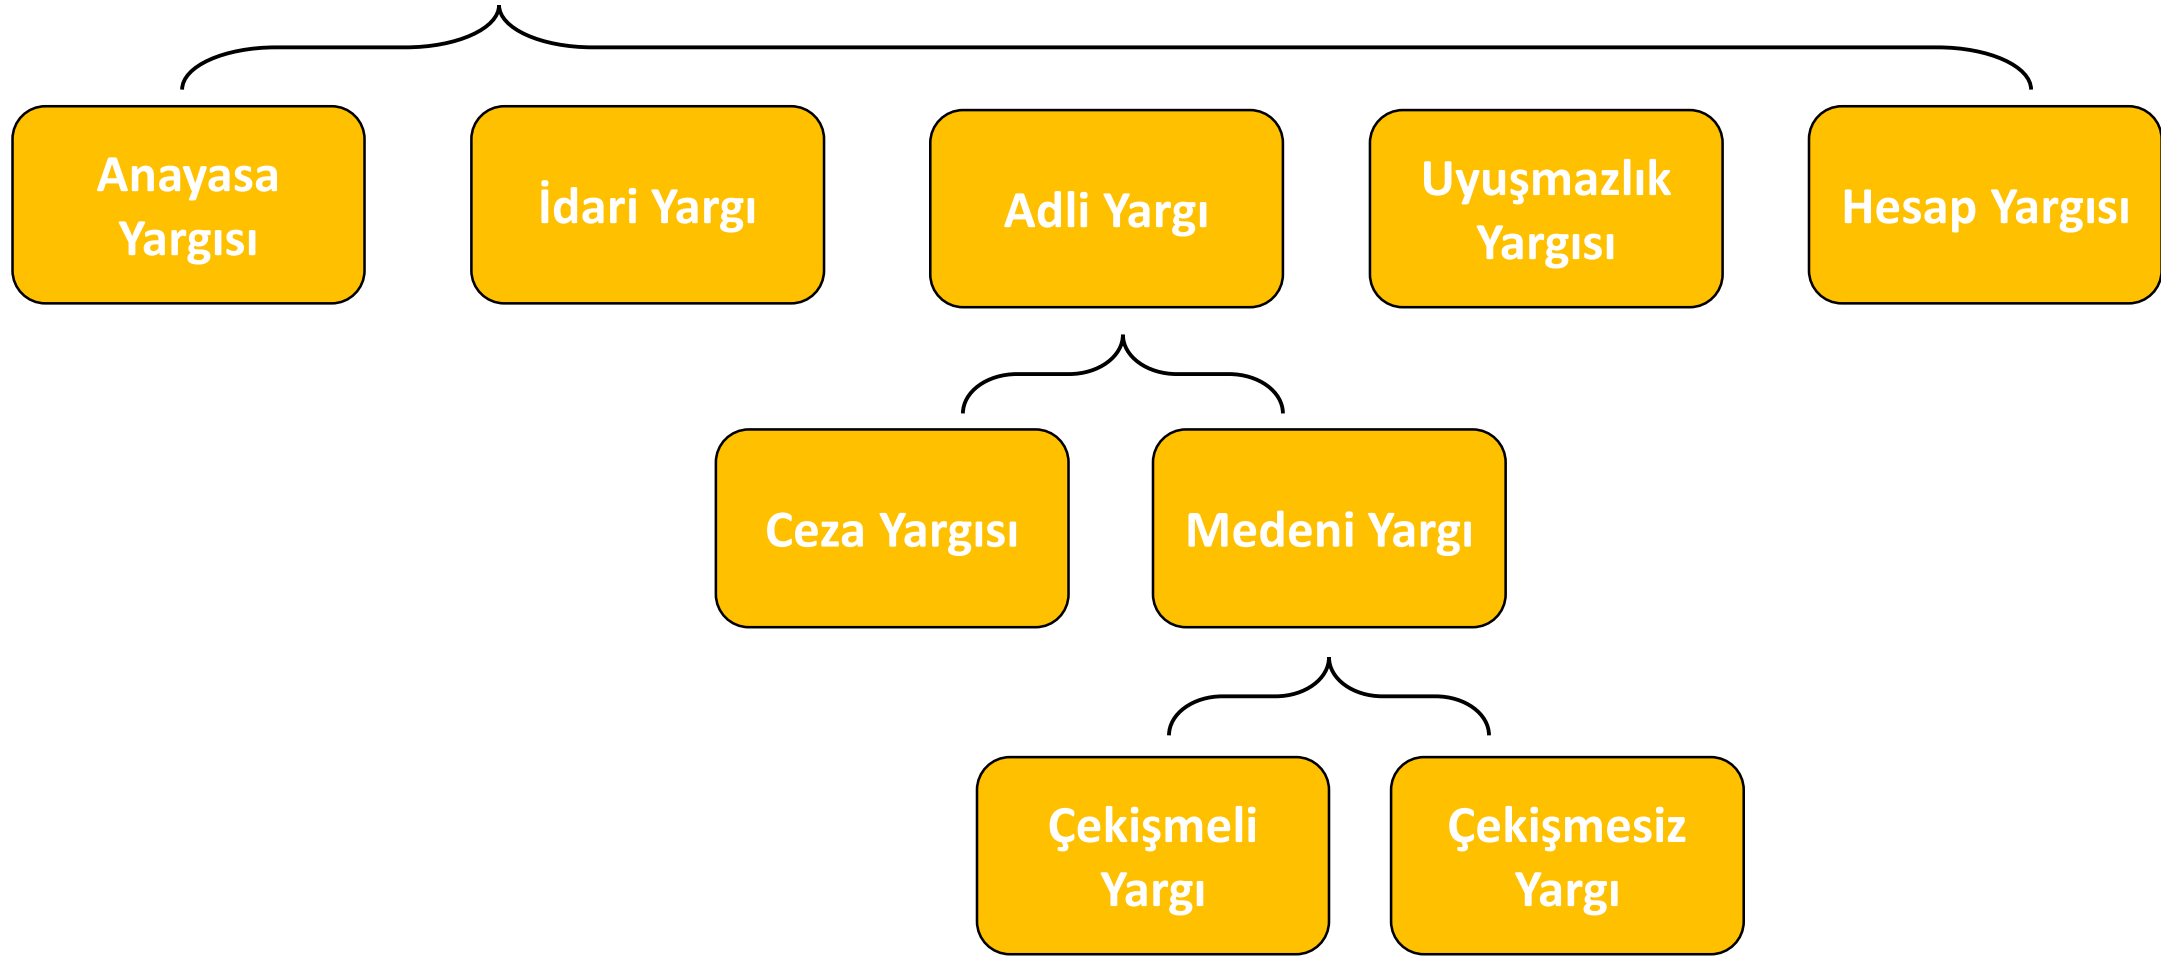 Anayasa
Yargısı
İdari Yargı
Adli Yargı
Uyuşmazlık
Yargısı
Hesap Yargısı
Ceza Yargısı
Medeni Yargı
Çekişmeli
Yargı
Çekişmesiz
Yargı